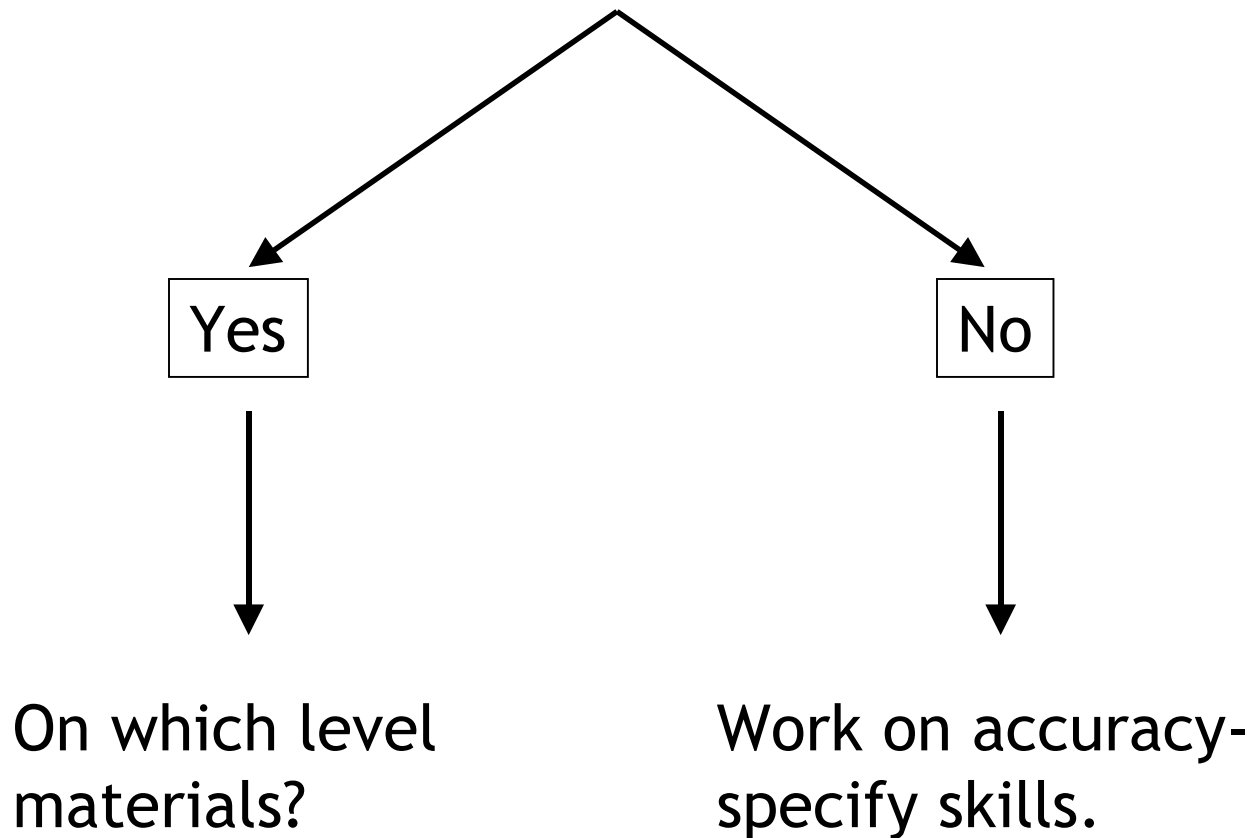 Yes
No
On which level
materials?
Work on accuracy-
specify skills.